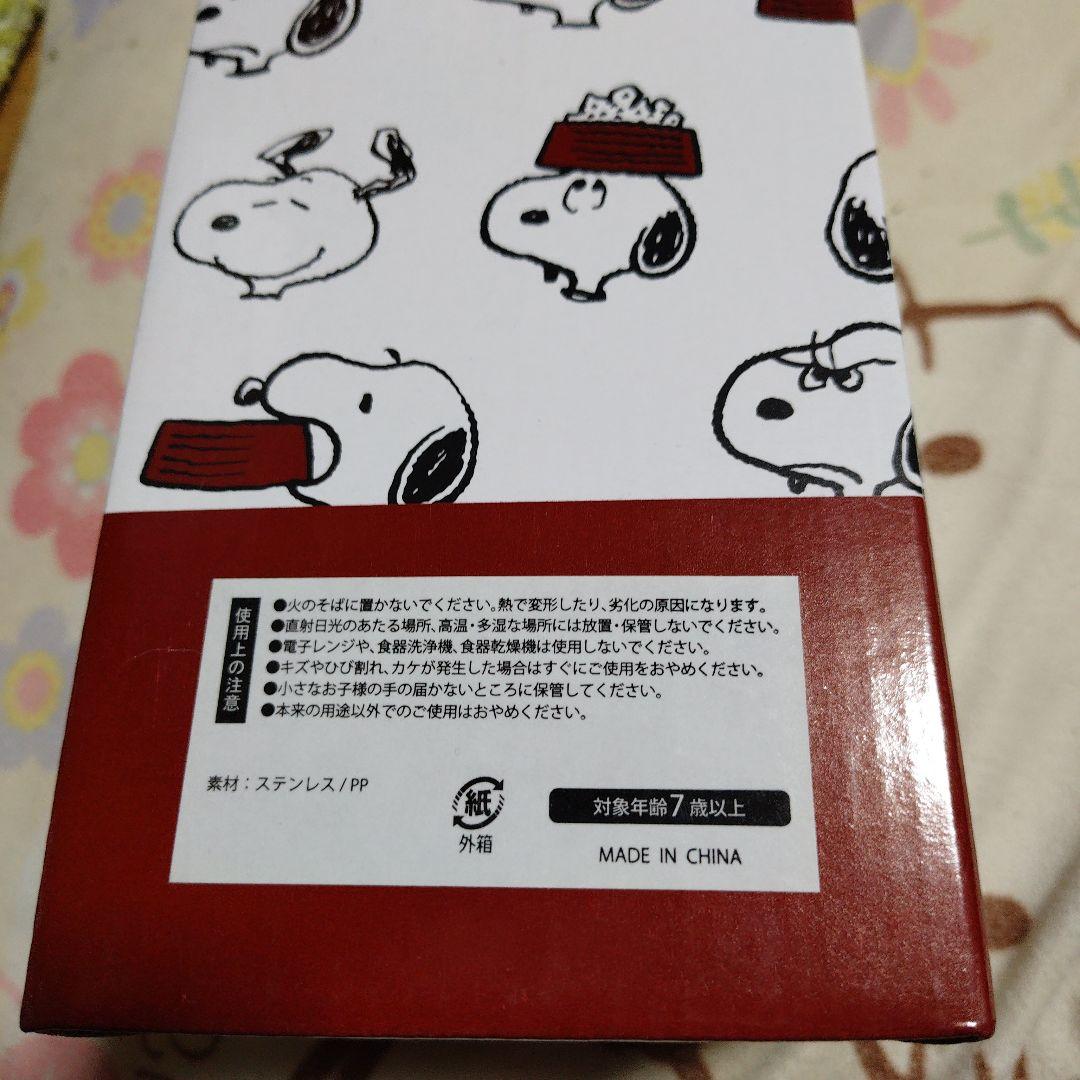 使用上の注意
●火のそばに置かないでください。熱で変形したり、劣化の原因になります。
●直射日光のあたる場所、高温・多湿な場所には放置・保管しないでください。
●電子レンジや、食器洗浄機、食器乾燥機は使用しないでください。
●キズやひび割れ、カケが発生した場合はすぐにご使用をおやめください。
●小さなお子様の手の届かないところに保管してください。
●本来の用途以外でのご使用はおやめください。
素材：ステンレス/PP
紙
外箱
対象年齢7歳以上
MADE IN CHINA